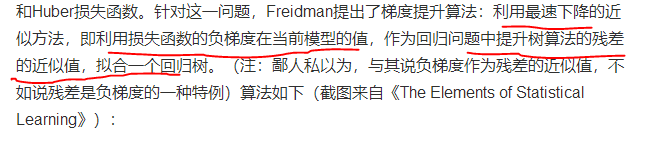 和Huber损失函数。针对这一问题，Freidman提出了梯度提升算法：利用最速下降的近
似方法，即利用损失函数的负梯度在当前模型的值，作为回归问题中提升树算法的残差
的近似值，拟合一个回归树。（注：鄙人私以为，与其说负梯度作为残差的近似值，不
如说残差是负梯度的一种特例）算法如下（截图来自《The Elements of Statistical
Learning》）：